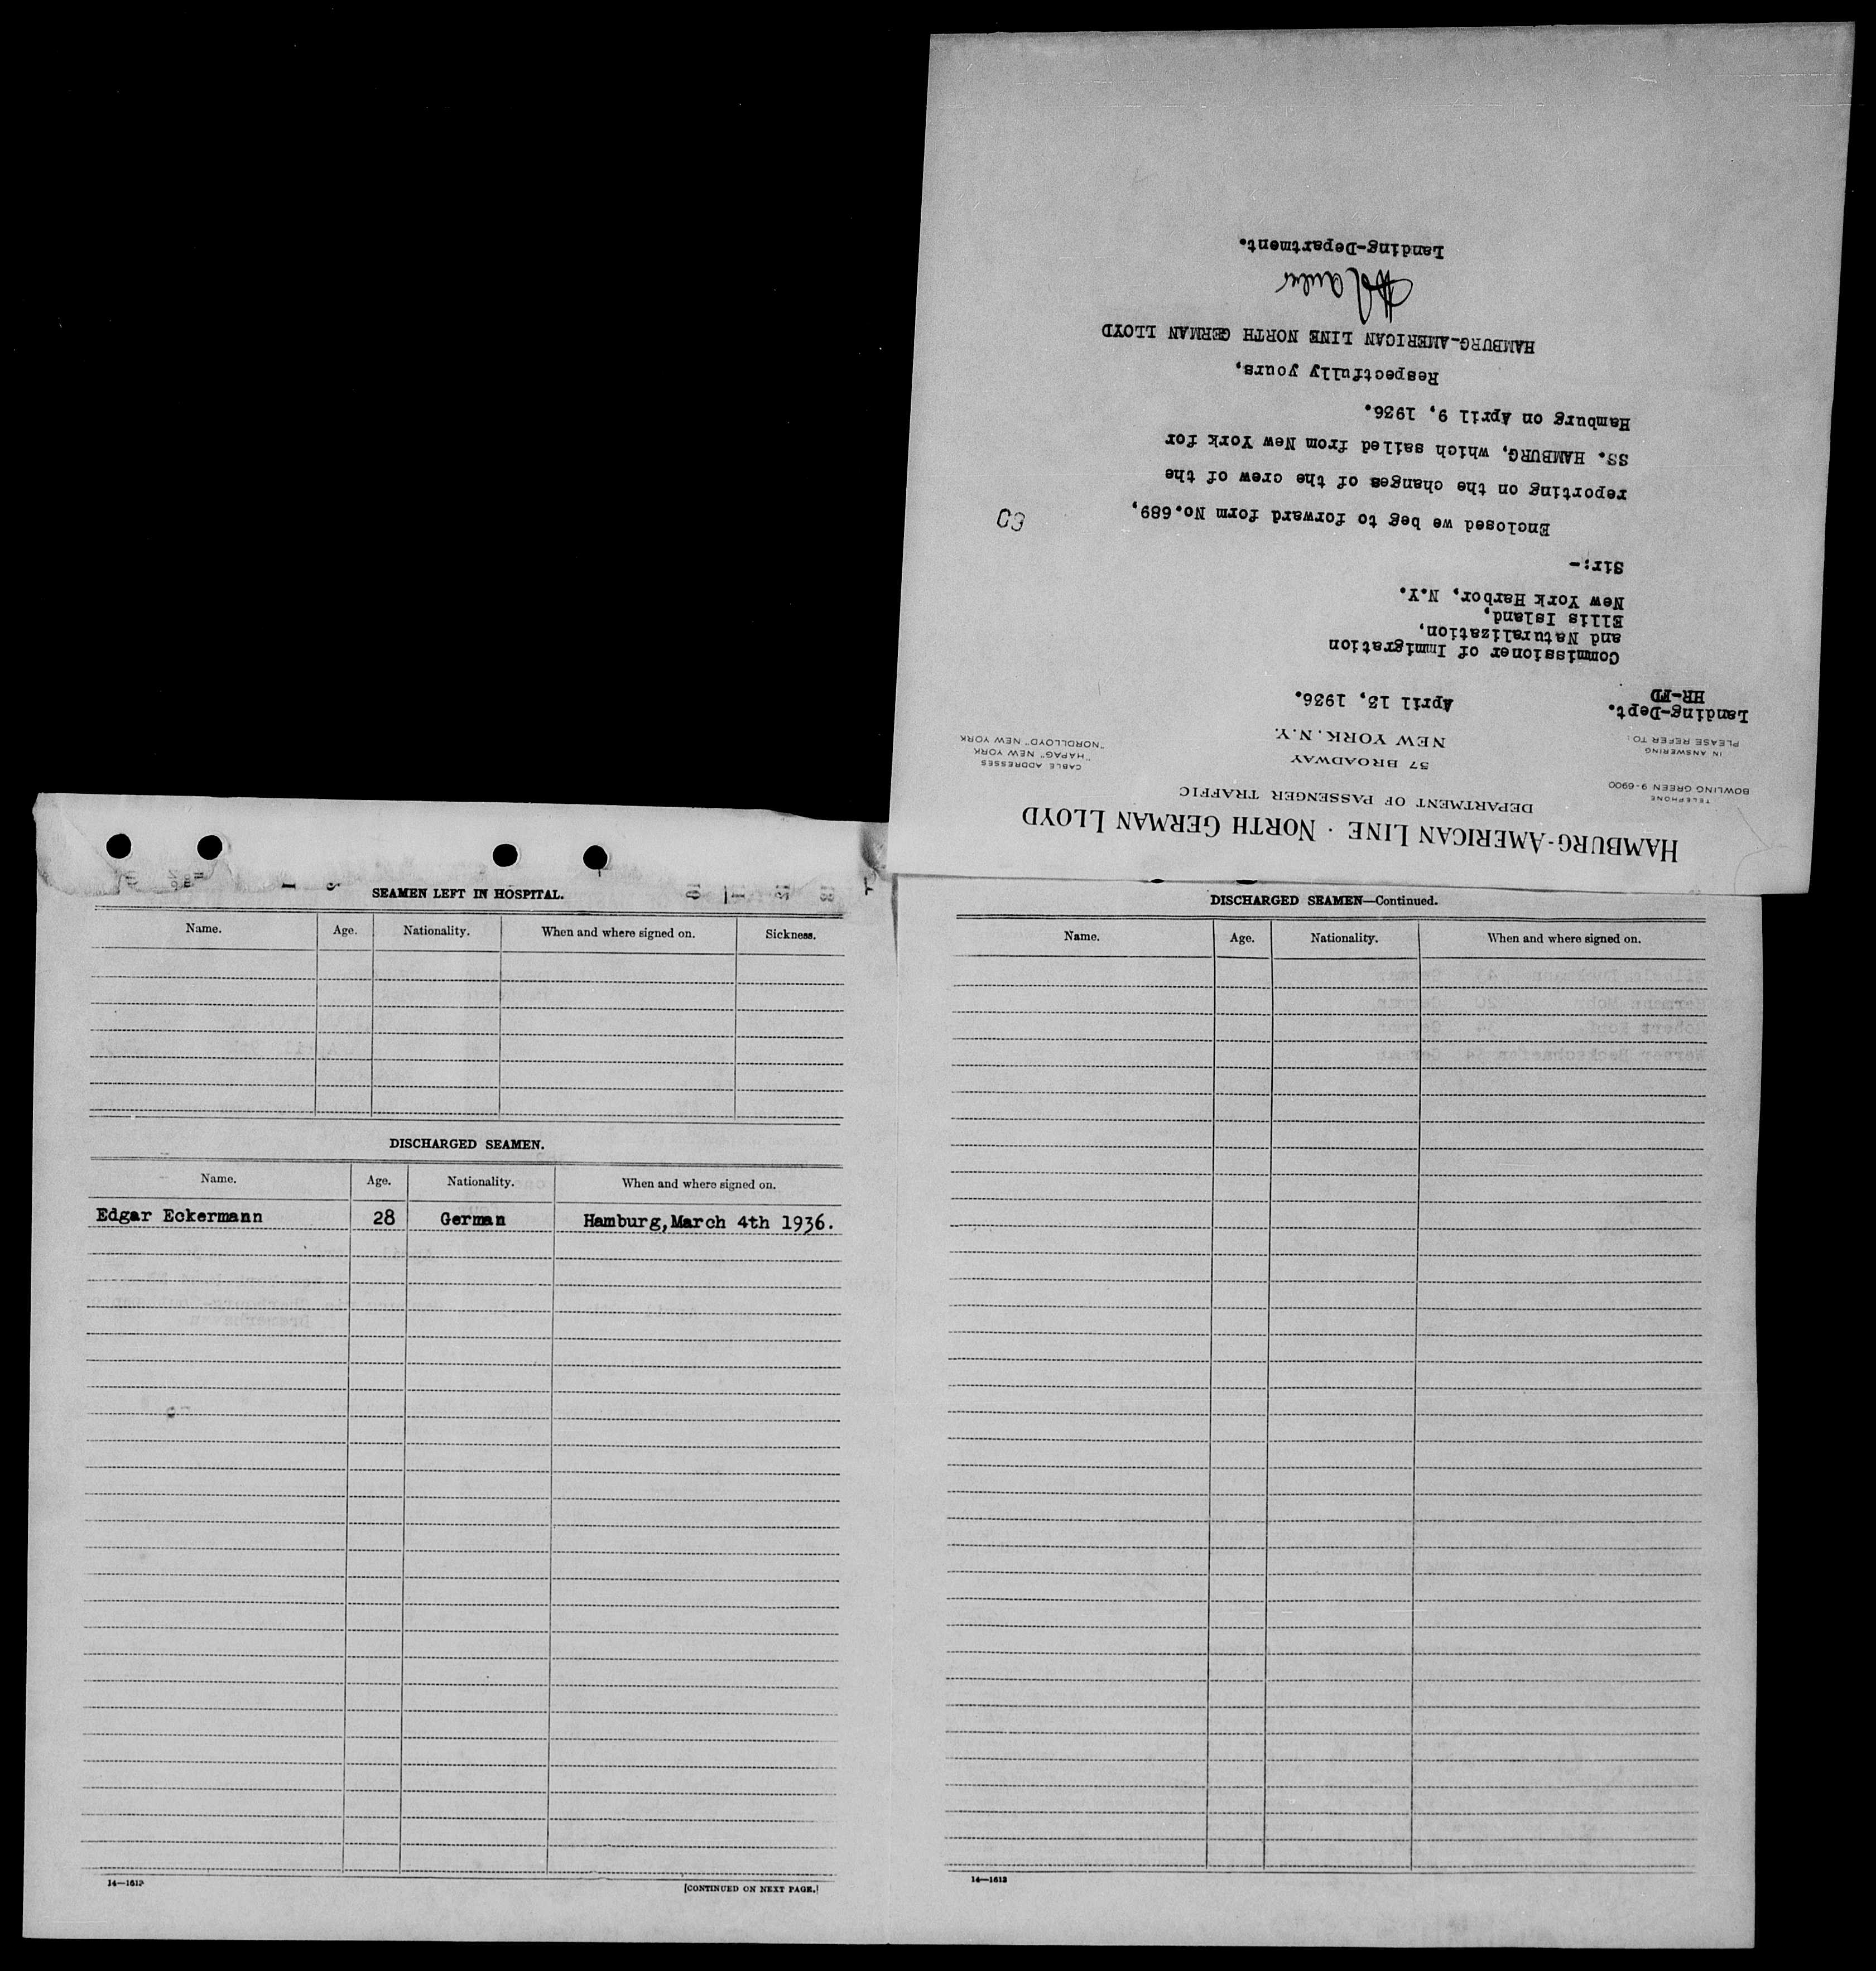 HAMBURG-AMERICAN LINE · NORTH GERMAN LLOYD
DEPARTMENT OF PASSENGER TRAFFIC
57 BROADWAY
NEW YORK, N.Y.
TELEPHONE
BOWLING GREEN 9-6900
IN ANSWERING
PLEASE REFER TO:
Landing-Dept.
HR-FD
CABLE ADDRESSES
"HAPAG" NEW YORK
"NORDLLOYD" NEW YORK
April 13, 1936.
Commissioner of Immigration
and Naturalization,
Ellis Island,
New York Harbor, N.Y.
Sir:-
Enclosed we beg to forward form No.689,
reporting on the changes of the crew of the
SS. HAMBURG, which sailed from New York for
Hamburg on April 9, 1936.
Respectfully yours,
HAMBURG-AMERICAN LINE NORTH GERMAN LLOYD
Landing-Department.
SEAMEN LEFT IN HOSPITAL.
Name. Age. Nationality. When and where signed on. Sickness.
DISCHARGED SEAMEN.
Name. Age. Nationality. When and where signed on.
Edgar Eckermann 28 German Hamburg,March 4th 1936.
14—1613
[CONTINUED ON NEXT PAGE.]
DISCHARGED SEAMEN—Continued.
Name. Age. Nationality. When and where signed on.
14—1613